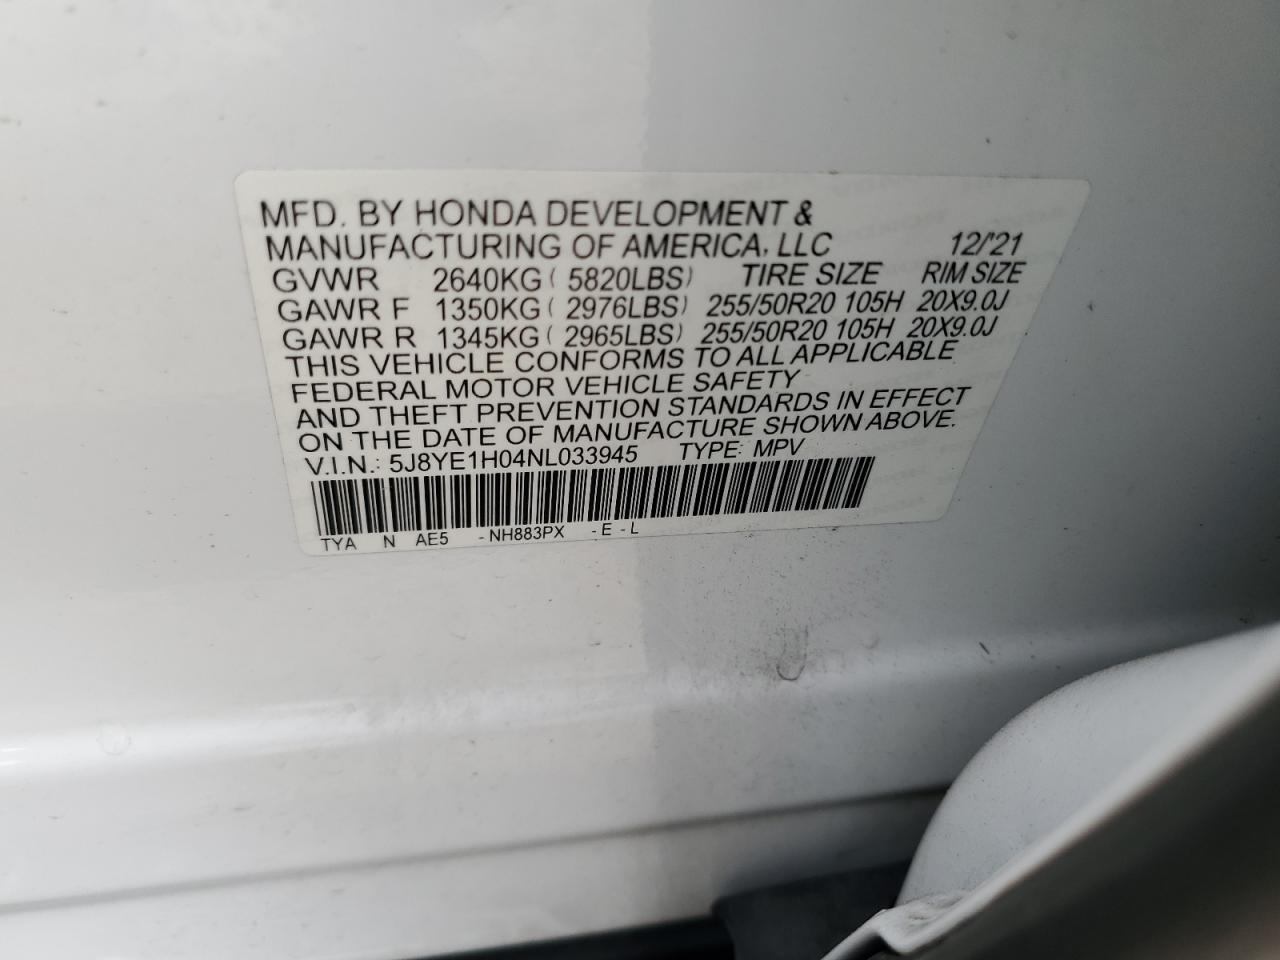 MFD. BY HONDA DEVELOPMENT &
MANUFACTURING OF AMERICA, LLC 12/'21
GVWR 2640KG ( 5820LBS) TIRE SIZE RIM SIZE
GAWR F 1350KG ( 2976LBS) 255/50R20 105H 20X9.0J
GAWR R 1345KG ( 2965LBS) 255/50R20 105H 20X9.0J
THIS VEHICLE CONFORMS TO ALL APPLICABLE
FEDERAL MOTOR VEHICLE SAFETY
AND THEFT PREVENTION STANDARDS IN EFFECT
ON THE DATE OF MANUFACTURE SHOWN ABOVE.
V.I.N.: 5J8YE1H04NL033945 TYPE: MPV
TYA N AE5 -NH883PX -E-L